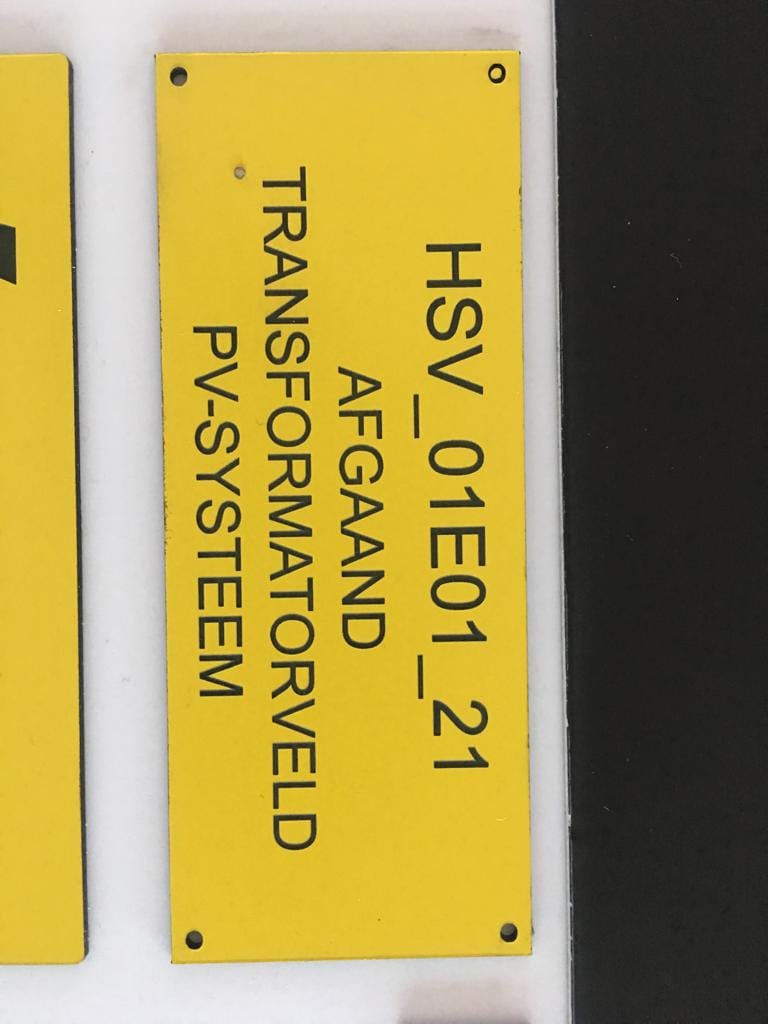 HSV_01E01_21
AFGAAND
TRANSFORMATORVELD
PV-SYSTEEM